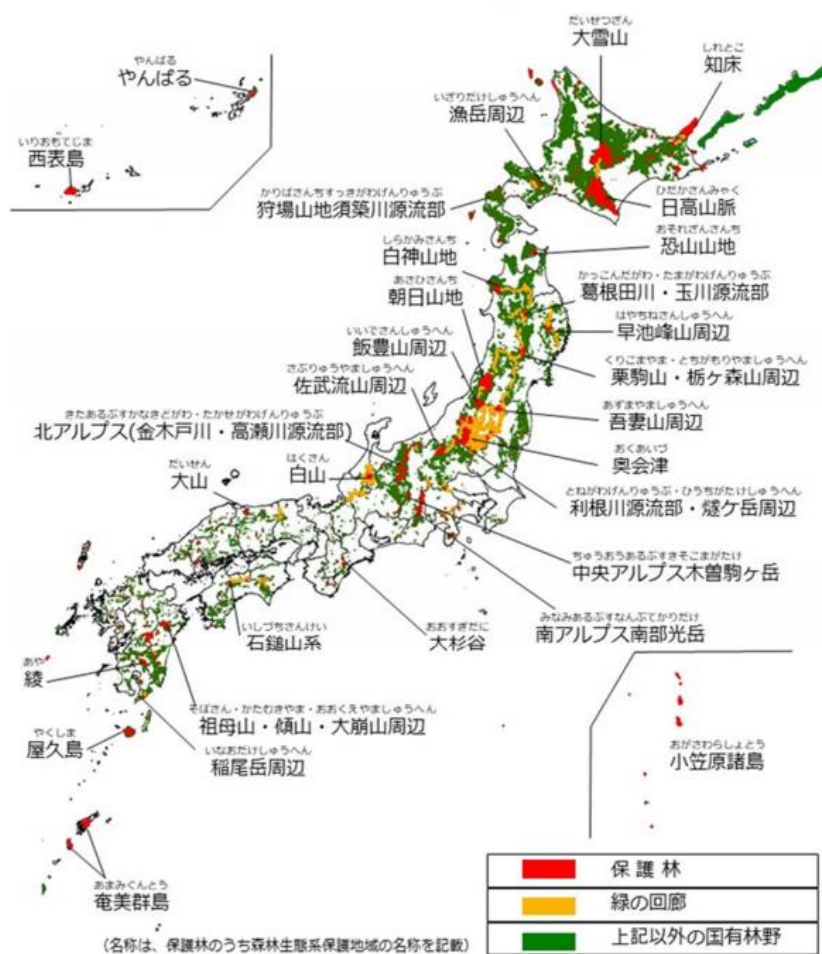 だいせつざん
大雪山
しれとこ
知床
やんばる
やんばる
いざりだけしゅうへん
漁岳周辺
いりおもてじま
西表島
かりばさんちすっきがわげんりゅうぶ
狩場山地須築川源流部
ひだかさんみゃく
日高山脈
しらかみさんち
白神山地
おそれざんさんち
恐山山地
あさひさんち
朝日山地
かっこんだがわ・たまがわげんりゅうぶ
葛根田川・玉川源流部
いいでさんしゅうへん
飯豊山周辺
はやちねさんしゅうへん
早池峰山周辺
さぶりゅうやましゅうへん
佐武流山周辺
くりこまやま・とちがもりやましゅうへん
栗駒山・栃ヶ森山周辺
きたあるぷすかなきどがわ・たかせがわげんりゅうぶ
北アルプス(金木戸川・高瀬川源流部)
あずまやましゅうへん
吾妻山周辺
はくさん
白山
おくあいづ
奥会津
だいせん
大山
とねがわげんりゅうぶ・ひうちがたけしゅうへん
利根川源流部・燧ケ岳周辺
ちゅうおうあるぷすきそこまがたけ
中央アルプス木曽駒ヶ岳
いしづちさんけい
石鎚山系
おおすぎだに
大杉谷
みなみあるぷすなんぶてかりだけ
南アルプス南部光岳
あや
綾
そぼさん・かたむきやま・おおくえやましゅうへん
祖母山・傾山・大崩山周辺
やくしま
屋久島
いなおだけしゅうへん
稲尾岳周辺
おがさわらしょとう
小笠原諸島
あまみぐんとう
奄美群島
保護林
緑の回廊
上記以外の国有林野
(名称は、保護林のうち森林生態系保護地域の名称を記載)